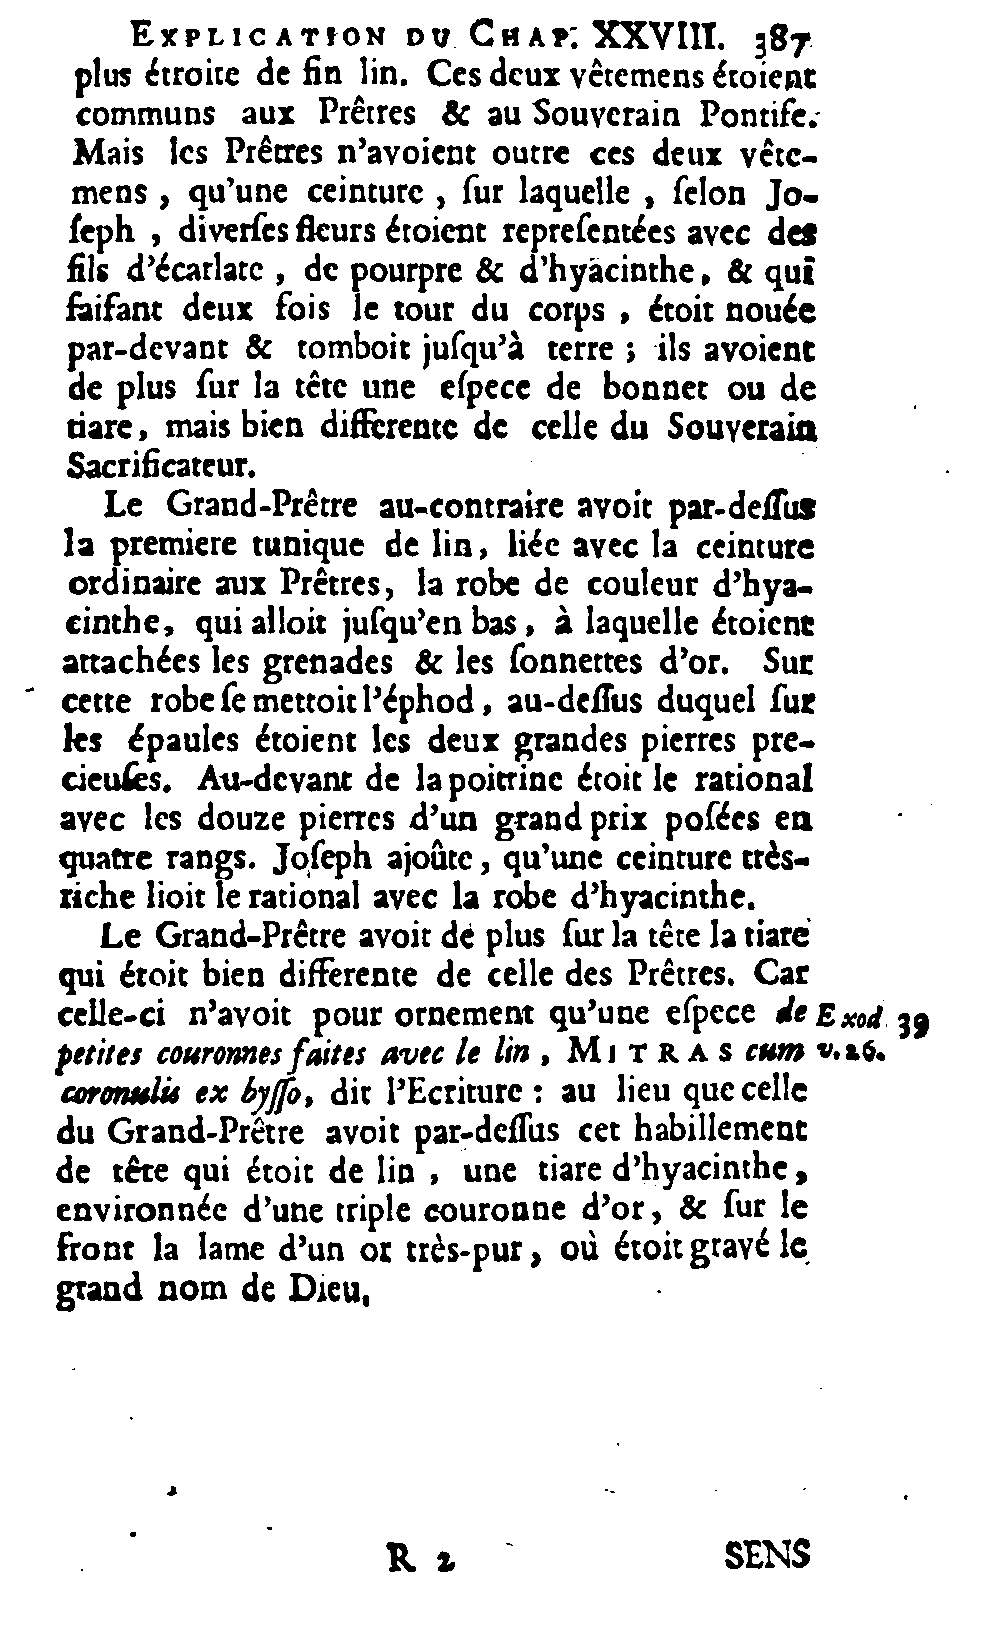 EXPLICATION DU CHAP. XXVIII. 387
plus étroite de fin lin. Ces deux vêtemens étoient
communs aux Prêtres & au Souverain Pontife.
Mais les Prêtres n'avoient outre ces deux vête-
mens , qu'une ceinture , ſur laquelle , ſelon Jo-
ſeph , diverſes fleurs étoient repreſentées avec des
fils d'écarlate , de pourpre & d'hyacinthe, & qui
faiſant deux fois le tour du corps , étoit nouée
par-devant & tomboit juſqu'à terre ; ils avoient
de plus ſur la tête une eſpece de bonnet ou de
tiare, mais bien differente de celle du Souverain
Sacrificateur.
Le Grand-Prêtre au-contraire avoit par-deſſus
la premiere tunique de lin, liée avec la ceinture
ordinaire aux Prêtres, la robe de couleur d'hya-
cinthe, qui alloit juſqu'en bas, à laquelle étoient
attachées les grenades & les ſonnettes d'or. Sur
cette robe ſe mettoit l'éphod, au-deſſus duquel ſur
les épaules étoient les deux grandes pierres pre-
cieuſes. Au-devant de la poitrine étoit le rational
avec les douze pierres d'un grand prix poſées en
quatre rangs. Joſeph ajoûte, qu'une ceinture très-
riche lioit le rational avec la robe d'hyacinthe.
Le Grand-Prêtre avoit de plus ſur la tête la tiare
qui étoit bien differente de celle des Prêtres. Car
celle-ci n'avoit pour ornement qu'une eſpece de
petites couronnes faites avec le lin, MITRAS cum
coronulis ex byſſo, dit l'Ecriture : au lieu que celle
du Grand-Prêtre avoit par-deſſus cet habillement
de tête qui étoit de lin , une tiare d'hyacinthe,
environnée d'une triple couronne d'or, & ſur le
front la lame d'un or très-pur, où étoit gravé le
grand nom de Dieu.
Exod. 39
v. 26.
R 2 SENS